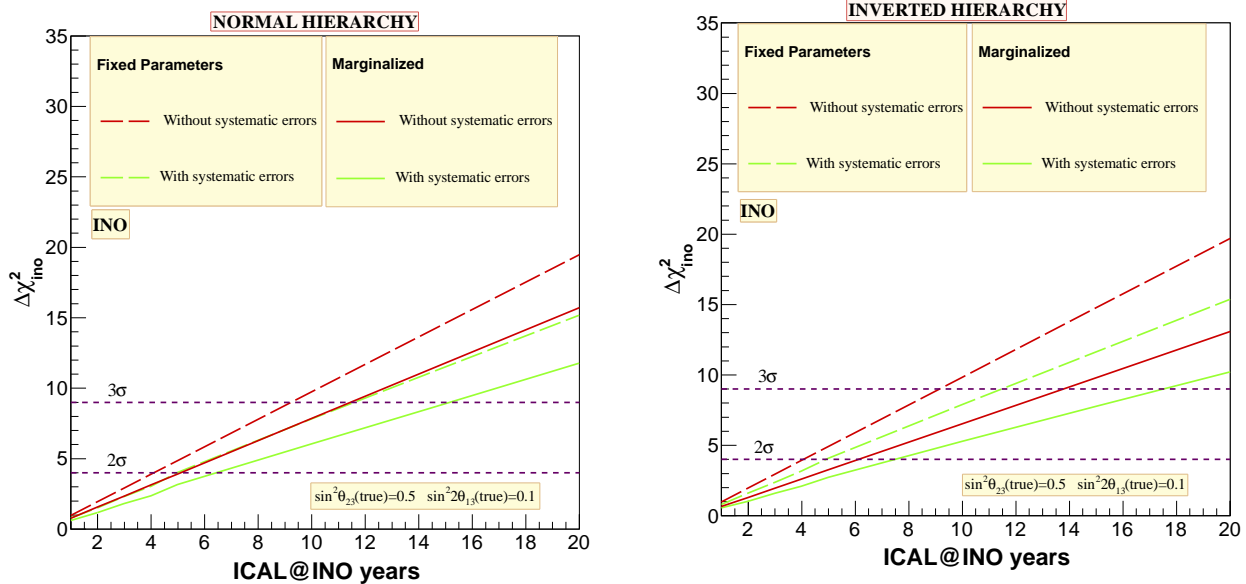 NORMAL HIERARCHY
35
30
25
20
15
10
5
0
Δχ²ino
Fixed Parameters
Marginalized
Without systematic errors
Without systematic errors
With systematic errors
With systematic errors
INO
3σ
2σ
sin²θ₂₃(true)=0.5 sin²2θ₁₃(true)=0.1
2 4 6 8 10 12 14 16 18 20
ICAL@INO years
INVERTED HIERARCHY
35
30
25
20
15
10
5
0
Δχ²ino
Fixed Parameters
Marginalized
Without systematic errors
Without systematic errors
With systematic errors
With systematic errors
INO
3σ
2σ
sin²θ₂₃(true)=0.5 sin²2θ₁₃(true)=0.1
2 4 6 8 10 12 14 16 18 20
ICAL@INO years